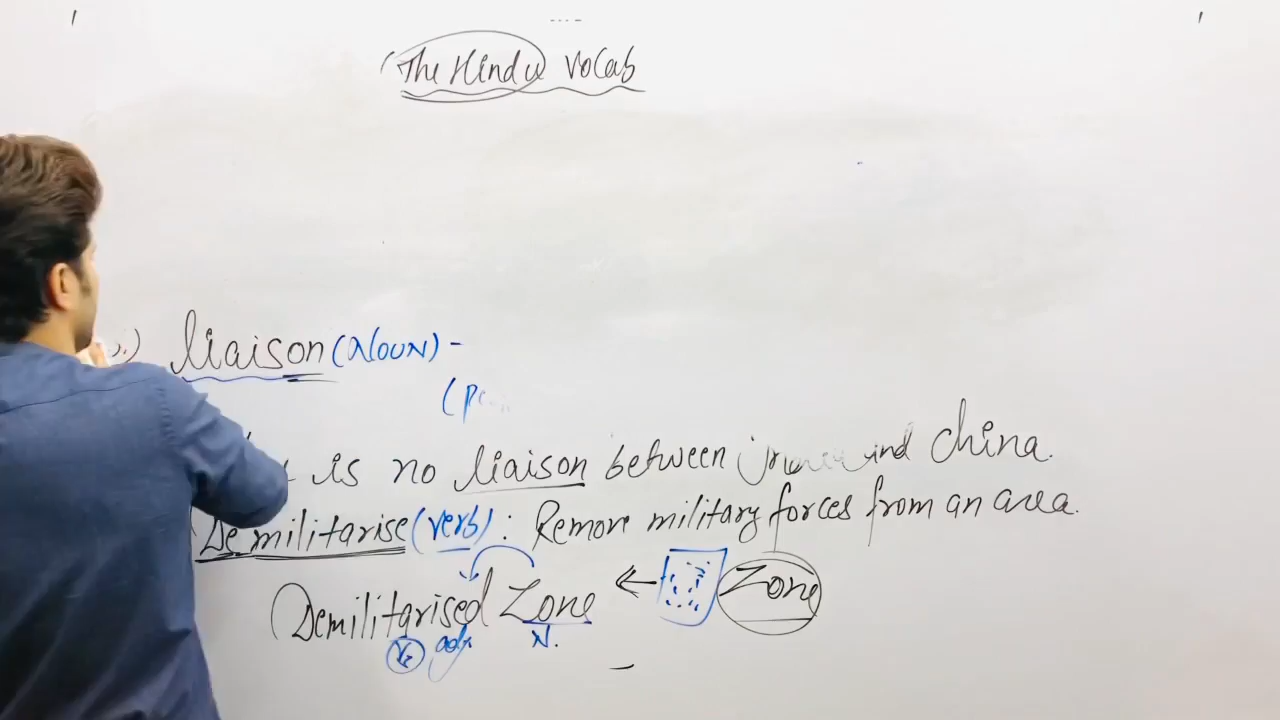 The Hindu Vocab
Liaison (Noun) -
is no liaison between and China.
Demilitarise (verb) : Remove military forces from an area.
Demilitarised Zone ← Zone
V3 adj. N.